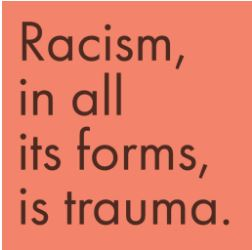 Racism,
in all
its forms,
is trauma.